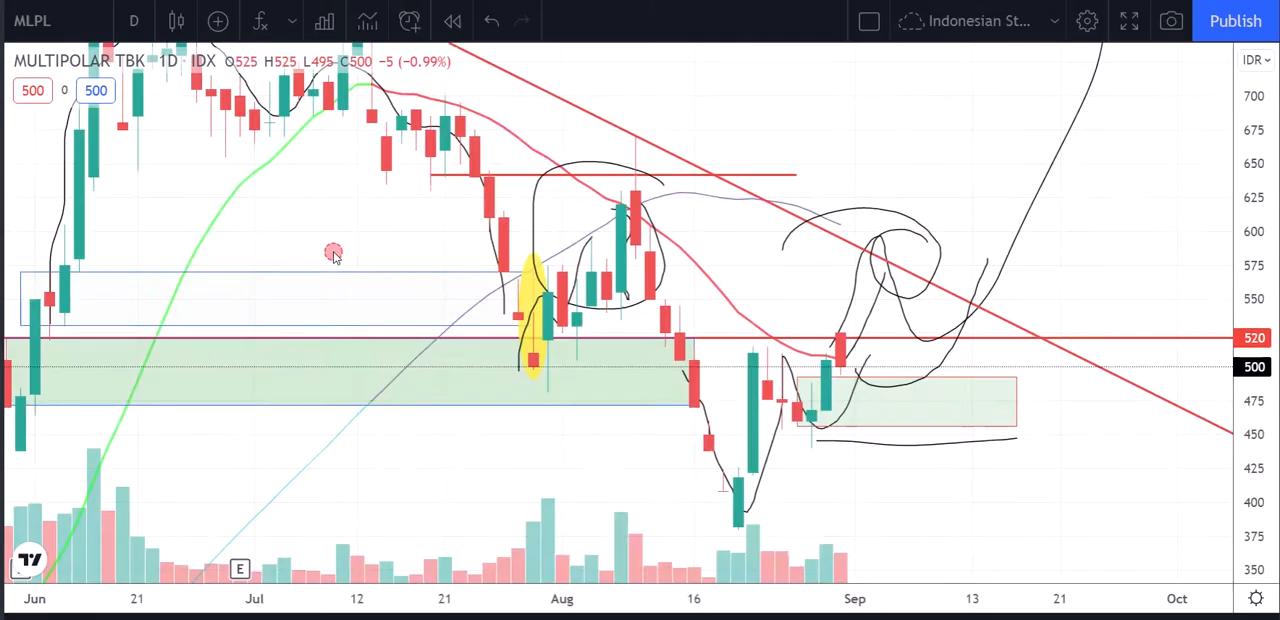 MLPL D Indonesian St... Publish
MULTIPOLAR TBK · 1D · IDX O525 H525 L495 C500 −5 (−0.99%)
IDR
500 0 500
700
675
650
625
600
575
550
520
500
475
450
425
400
375
350
E
Jun 21 Jul 12 21 Aug 16 Sep 13 21 Oct